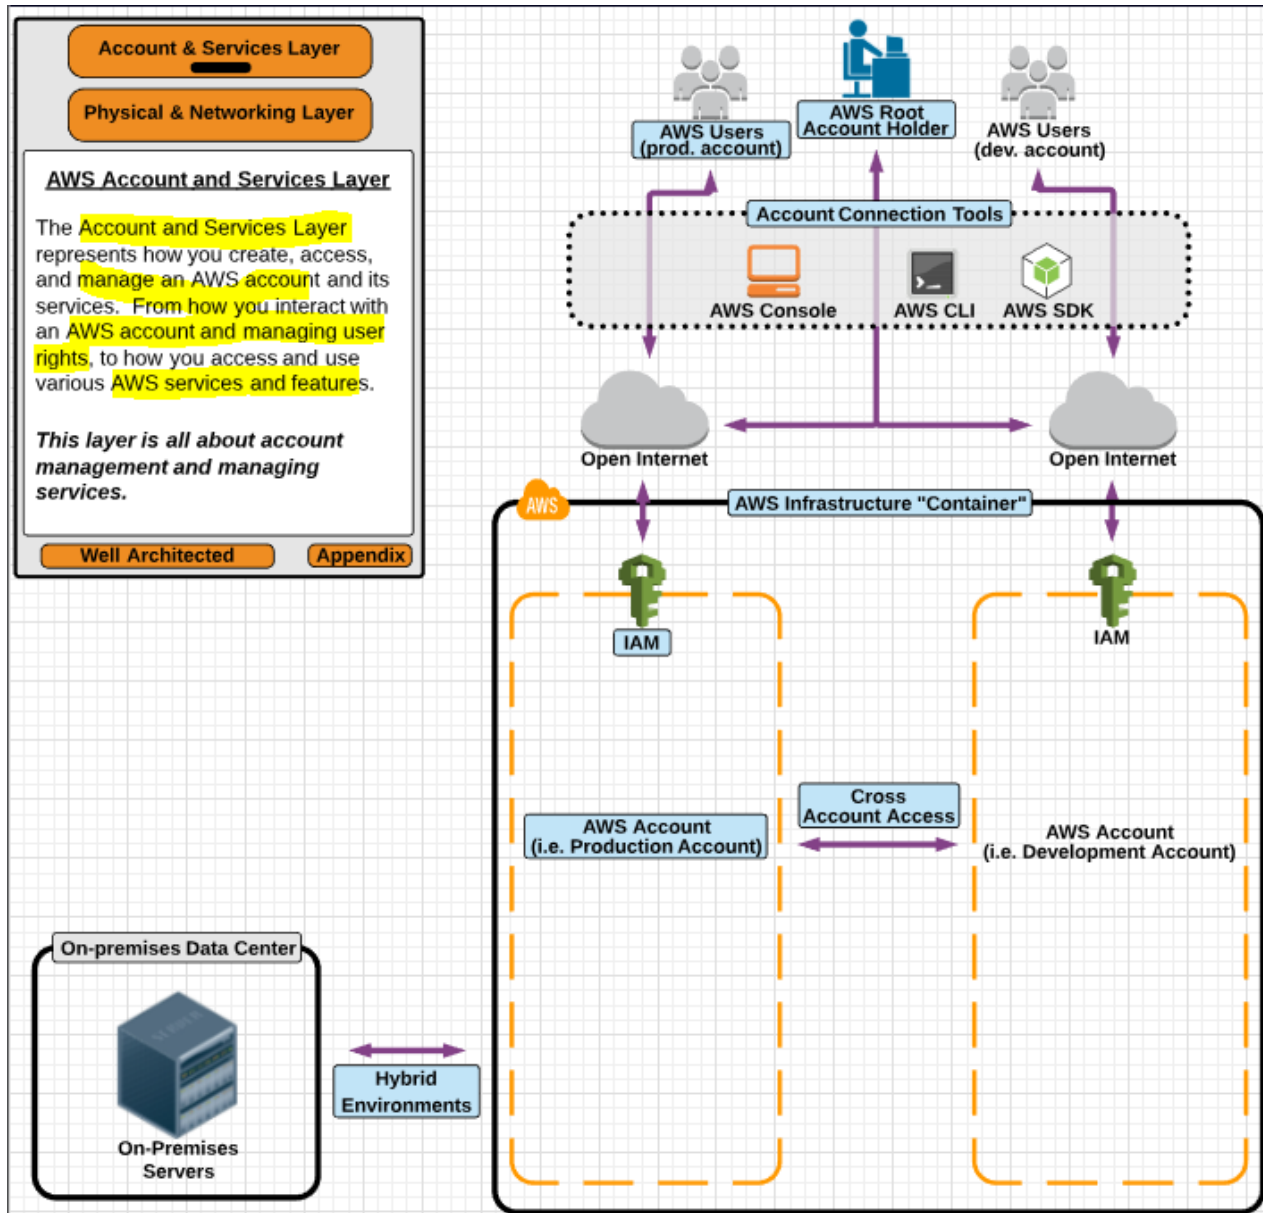 Account & Services Layer
Physical & Networking Layer
AWS Account and Services Layer
The Account and Services Layer
represents how you create, access,
and manage an AWS account and its
services. From how you interact with
an AWS account and managing user
rights, to how you access and use
various AWS services and features.
This layer is all about account
management and managing
services.
Well Architected
Appendix
AWS Users
(prod. account)
AWS Root
Account Holder
AWS Users
(dev. account)
Account Connection Tools
AWS Console
AWS CLI
AWS SDK
Open Internet
Open Internet
AWS
AWS Infrastructure "Container"
IAM
IAM
AWS Account
(i.e. Production Account)
Cross
Account Access
AWS Account
(i.e. Development Account)
On-premises Data Center
SERVER
On-Premises
Servers
Hybrid
Environments